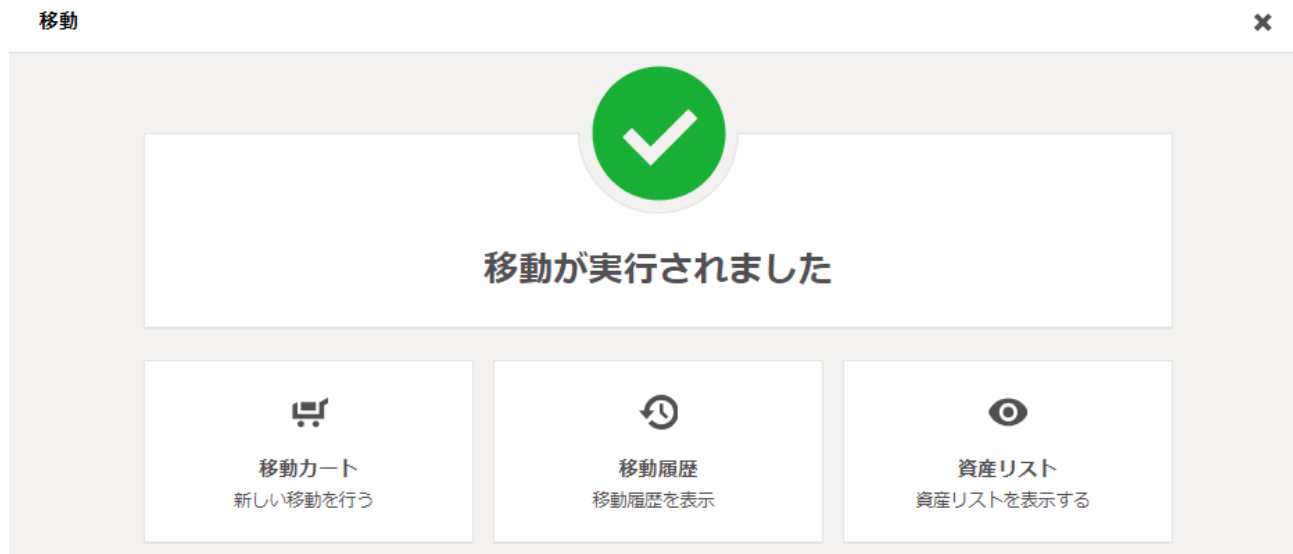 移動
移動が実行されました
移動カート
新しい移動を行う
移動履歴
移動履歴を表示
資産リスト
資産リストを表示する